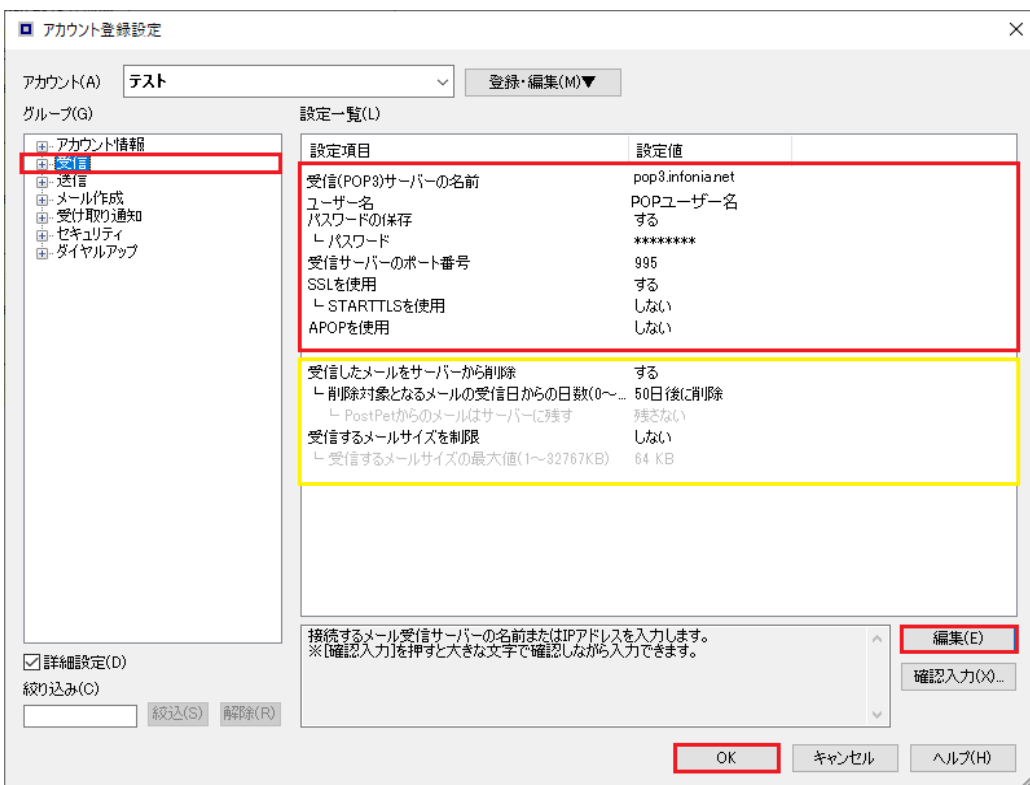 アカウント登録設定
アカウント(A) テスト 登録・編集(M)▼
グループ(G) 設定一覧(L)
アカウント情報
受信
送信
メール作成
受け取り通知
セキュリティ
ダイヤルアップ
設定項目 設定値
受信(POP3)サーバーの名前 pop3.infonia.net
ユーザー名 POPユーザー名
パスワードの保存 する
└ パスワード ********
受信サーバーのポート番号 995
SSLを使用 する
└ STARTTLSを使用 しない
APOPを使用 しない
受信したメールをサーバーから削除 する
└ 削除対象となるメールの受信日からの日数(0～... 50日後に削除
└ PostPetからのメールはサーバーに残す 残さない
受信するメールサイズを制限 しない
└ 受信するメールサイズの最大値(1～32767KB) 64 KB
接続するメール受信サーバーの名前またはIPアドレスを入力します。
※[確認入力]を押すと大きな文字で確認しながら入力できます。
編集(E)
確認入力(X)...
詳細設定(D)
絞り込み(C)
絞込(S) 解除(R)
OK キャンセル ヘルプ(H)